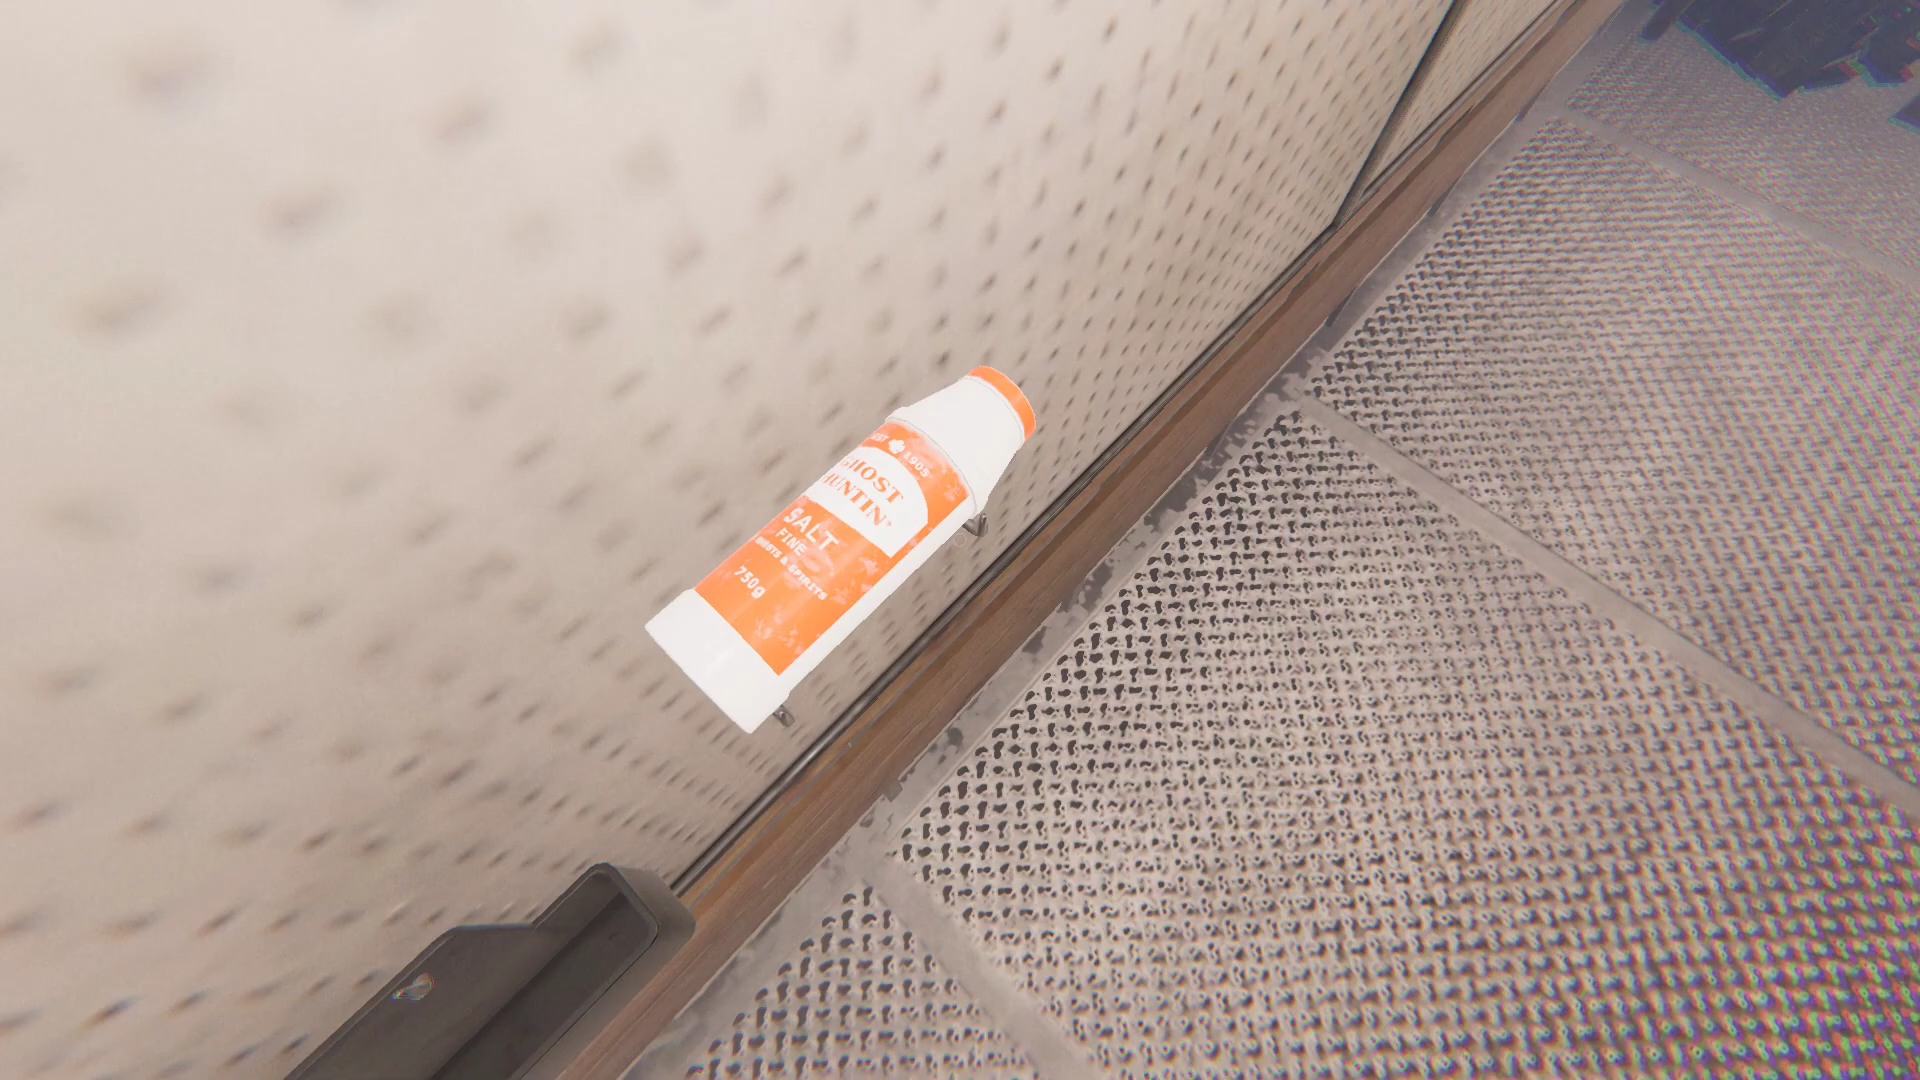 1905
GHOST
HUNTIN'
SALT
FINE
GHOSTS & SPIRITS
750g